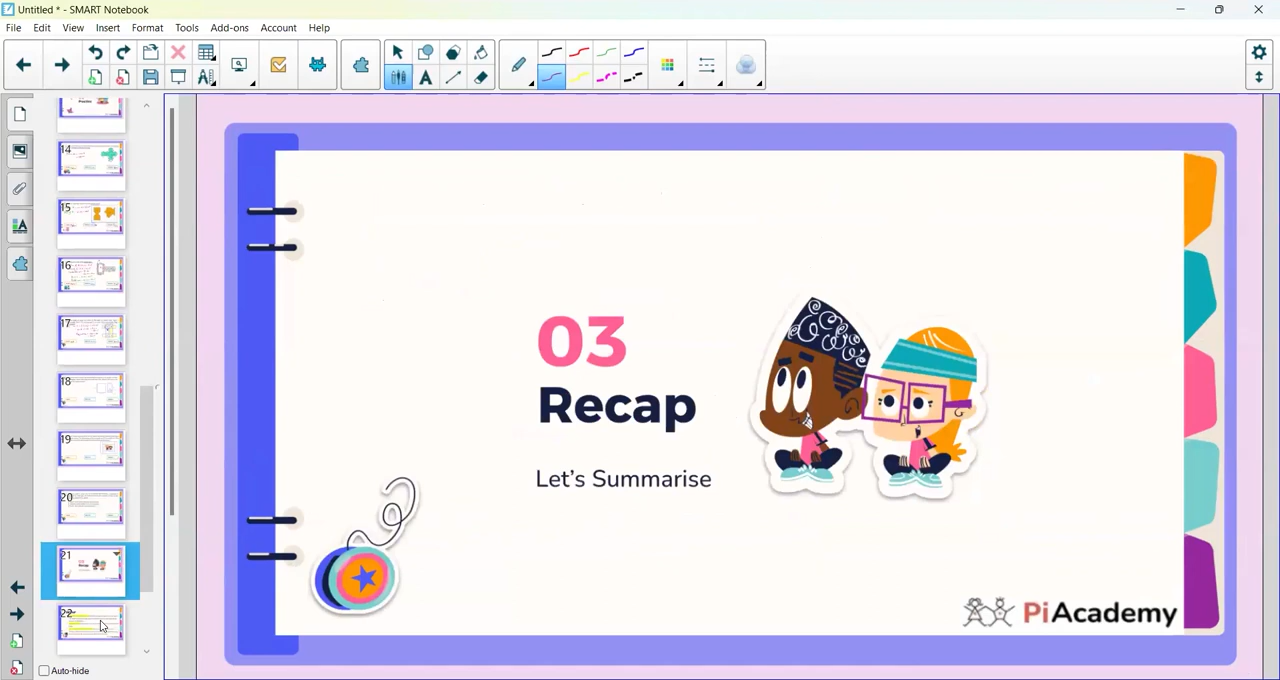 Untitled * - SMART Notebook
File Edit View Insert Format Tools Add-ons Account Help
14
15
16
17
18
19
20
21
22
Auto-hide
03
Recap
Let's Summarise
PiAcademy